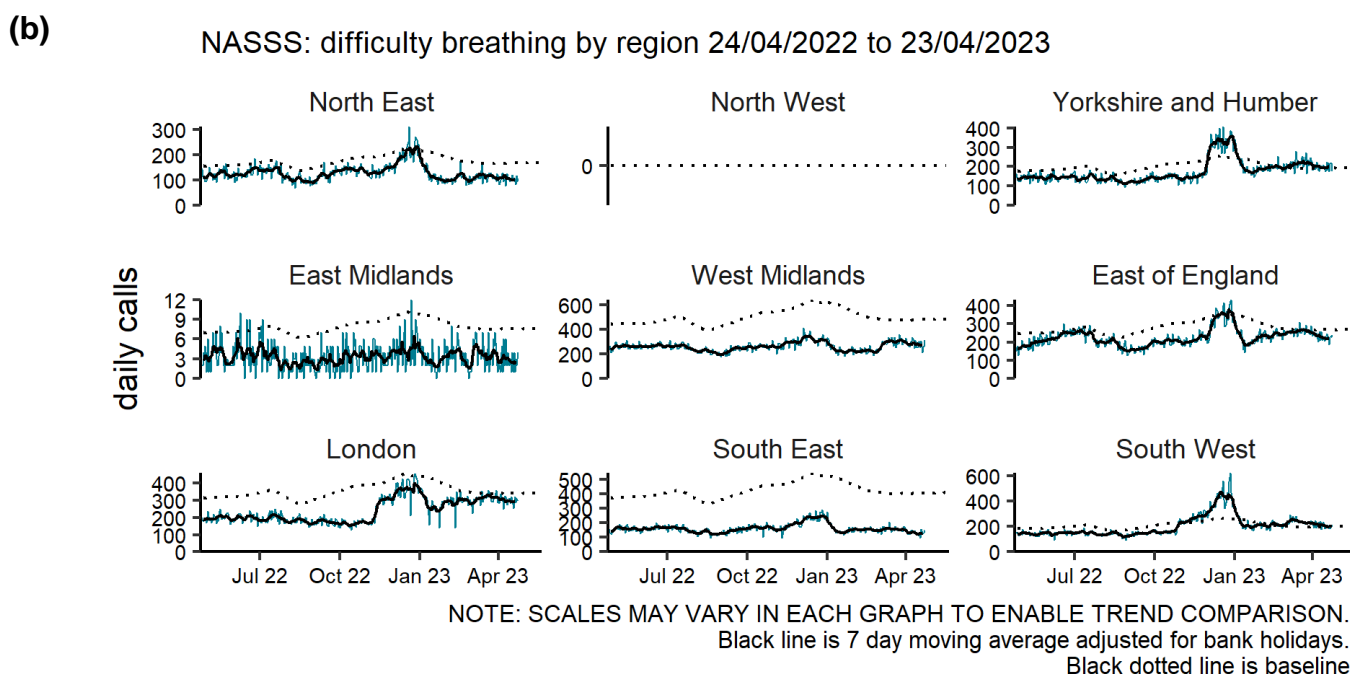 (b)
NASSS: difficulty breathing by region 24/04/2022 to 23/04/2023
daily calls
North East
300
200
100
0
North West
0
Yorkshire and Humber
400
300
200
100
0
East Midlands
12
9
6
3
0
West Midlands
600
400
200
0
East of England
400
300
200
100
0
London
400
300
200
100
0
South East
500
400
300
200
100
0
South West
600
400
200
0
Jul 22 Oct 22 Jan 23 Apr 23
Jul 22 Oct 22 Jan 23 Apr 23
Jul 22 Oct 22 Jan 23 Apr 23
NOTE: SCALES MAY VARY IN EACH GRAPH TO ENABLE TREND COMPARISON.
Black line is 7 day moving average adjusted for bank holidays.
Black dotted line is baseline